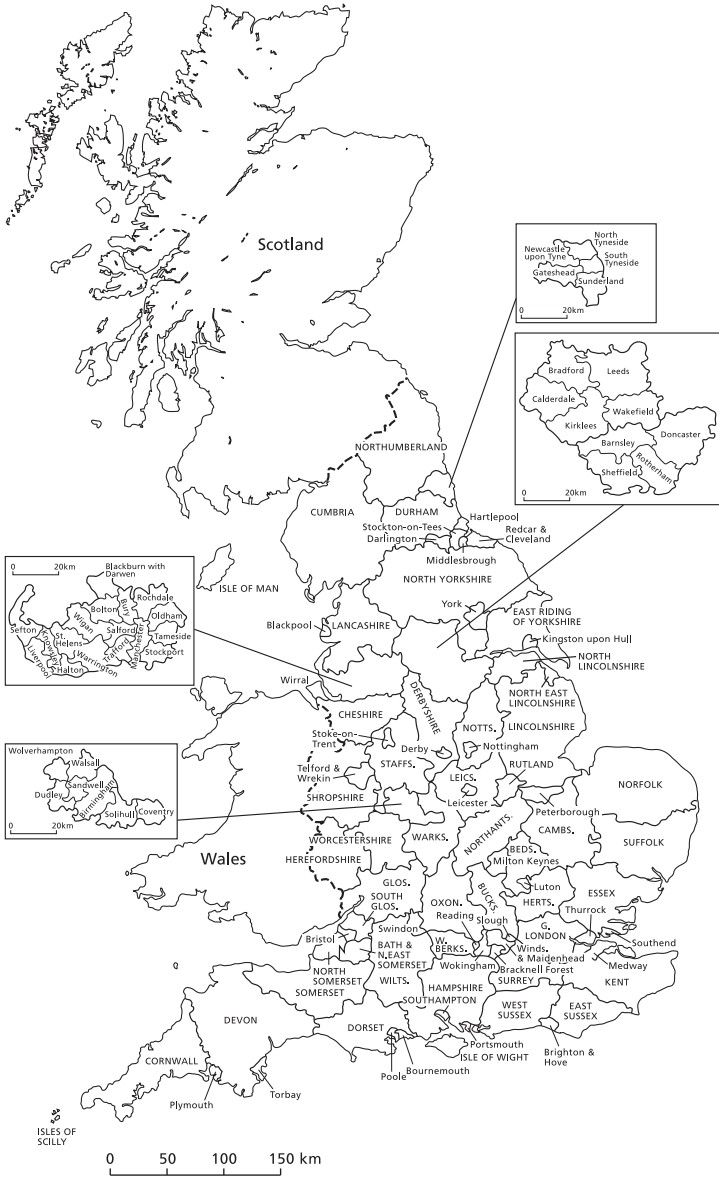 Scotland
North
Tyneside
Newcastle
upon Tyne
South
Tyneside
Gateshead
Sunderland
0 20km
Bradford
Leeds
Calderdale
Wakefield
Kirklees
Doncaster
Barnsley
Rotherham
Sheffield
0 20km
NORTHUMBERLAND
CUMBRIA
DURHAM
Hartlepool
Stockton-on-Tees
Darlington
Redcar &
Cleveland
Middlesbrough
ISLE OF MAN
NORTH YORKSHIRE
York
EAST RIDING
OF YORKSHIRE
Blackpool
LANCASHIRE
Kingston upon Hull
NORTH
LINCOLNSHIRE
0 20km
Blackburn with
Darwen
Rochdale
Bolton
Bury
Oldham
Wigan
Salford
Sefton
St.
Helens
Knowsley
Liverpool
Trafford
Manchester
Tameside
Warrington
Stockport
Halton
Wirral
NORTH EAST
LINCOLNSHIRE
CHESHIRE
DERBYSHIRE
NOTTS.
LINCOLNSHIRE
Stoke-on-
Trent
Derby
Nottingham
STAFFS.
Telford &
Wrekin
LEICS.
RUTLAND
NORFOLK
SHROPSHIRE
Leicester
Peterborough
Wolverhampton
Walsall
Sandwell
Dudley
Birmingham
Solihull
Coventry
0 20km
WORCESTERSHIRE
WARKS.
NORTHANTS.
CAMBS.
SUFFOLK
Wales
HEREFORDSHIRE
BEDS.
Milton Keynes
GLOS.
SOUTH
GLOS.
OXON.
BUCKS.
Luton
HERTS.
ESSEX
Reading
Slough
Thurrock
Swindon
G.
LONDON
Southend
Bristol
BATH &
N.EAST
SOMERSET
W.
BERKS.
Winds.
& Maidenhead
Medway
NORTH
SOMERSET
Wokingham
Bracknell Forest
KENT
SOMERSET
WILTS.
HAMPSHIRE
SURREY
SOUTHAMPTON
WEST
SUSSEX
EAST
SUSSEX
DEVON
DORSET
Portsmouth
ISLE OF WIGHT
Brighton &
Hove
CORNWALL
Bournemouth
Poole
Torbay
Plymouth
ISLES OF
SCILLY
0 50 100 150 km